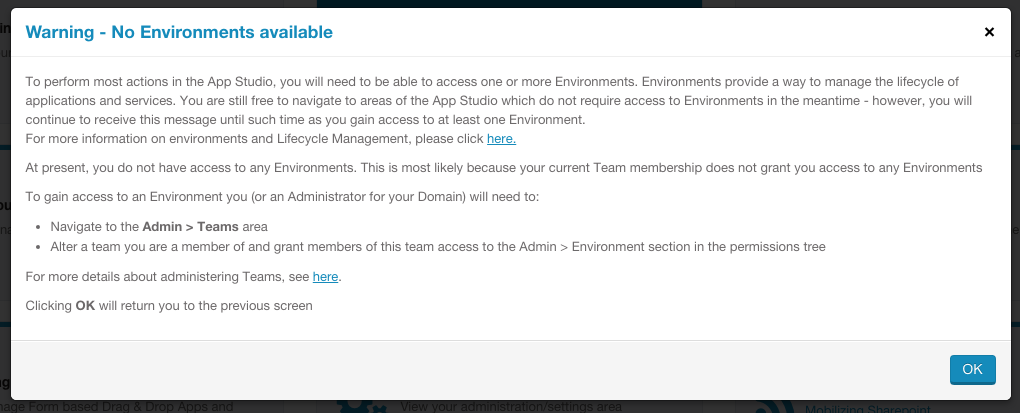 Warning - No Environments available
×
To perform most actions in the App Studio, you will need to be able to access one or more Environments. Environments provide a way to manage the lifecycle of
applications and services. You are still free to navigate to areas of the App Studio which do not require access to Environments in the meantime - however, you will
continue to receive this message until such time as you gain access to at least one Environment.
For more information on environments and Lifecycle Management, please click here.
At present, you do not have access to any Environments. This is most likely because your current Team membership does not grant you access to any Environments
To gain access to an Environment you (or an Administrator for your Domain) will need to:
• Navigate to the Admin > Teams area
• Alter a team you are a member of and grant members of this team access to the Admin > Environment section in the permissions tree
For more details about administering Teams, see here.
Clicking OK will return you to the previous screen
OK
nage Form based Drag & Drop Apps and
View your administration/settings area
Mobilizing Sharepoint